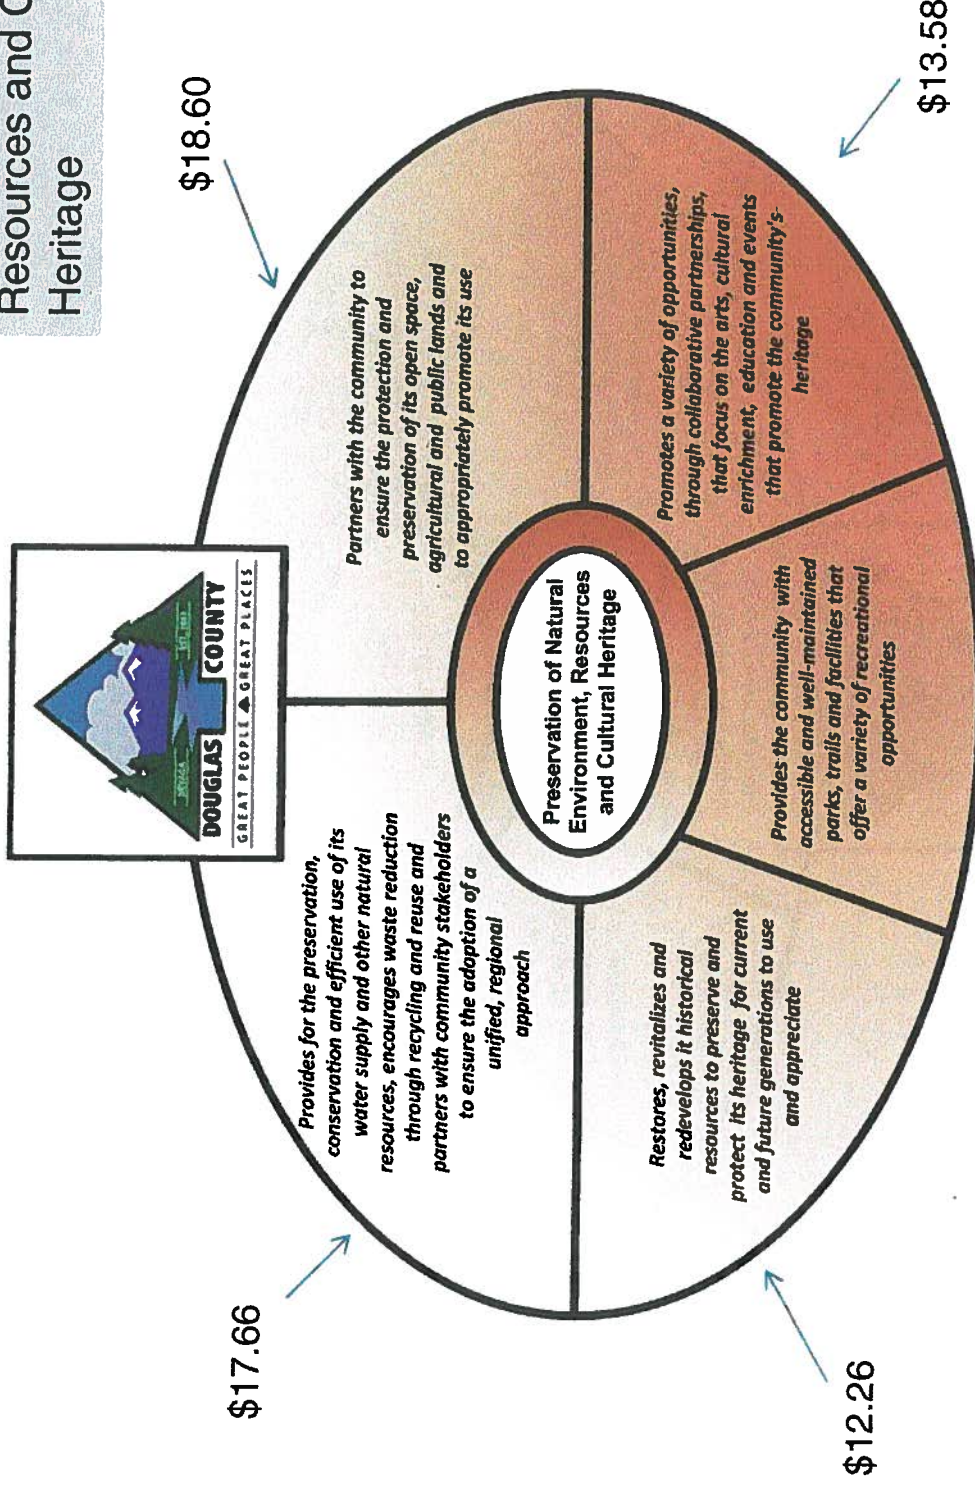 Resources and
Heritage
$18.60
$17.66
$13.58
$12.26
NEVADA
DOUGLAS COUNTY
GREAT PEOPLE GREAT PLACES
Provides for the preservation,
conservation and efficient use of its
water supply and other natural
resources, encourages waste reduction
through recycling and reuse and
partners with community stakeholders
to ensure the adoption of a
unified, regional
approach
Partners with the community to
ensure the protection and
preservation of its open space,
agricultural and public lands and
to appropriately promote its use
Preservation of Natural
Environment, Resources
and Cultural Heritage
Restores, revitalizes and
redevelops it historical
resources to preserve and
protect its heritage for current
and future generations to use
and appreciate
Provides the community with
accessible and well-maintained
parks, trails and facilities that
offer a variety of recreational
opportunities
Promotes a variety of opportunities,
through collaborative partnerships,
that focus on the arts, cultural
enrichment, education and events
that promote the community's-
heritage